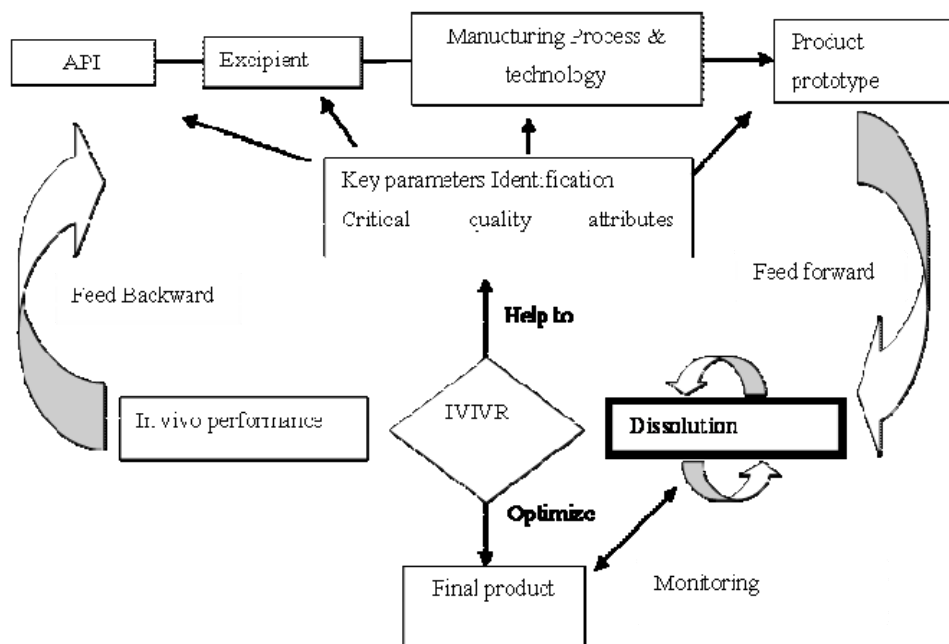 API
Excipient
Manucturing Process &
technology
Product
prototype
Key parameters Identification
Critical quality attributes
Feed Backward
Feed forward
Help to
In vivo performance
IVIVR
Dissolution
Optimize
Final product
Monitoring